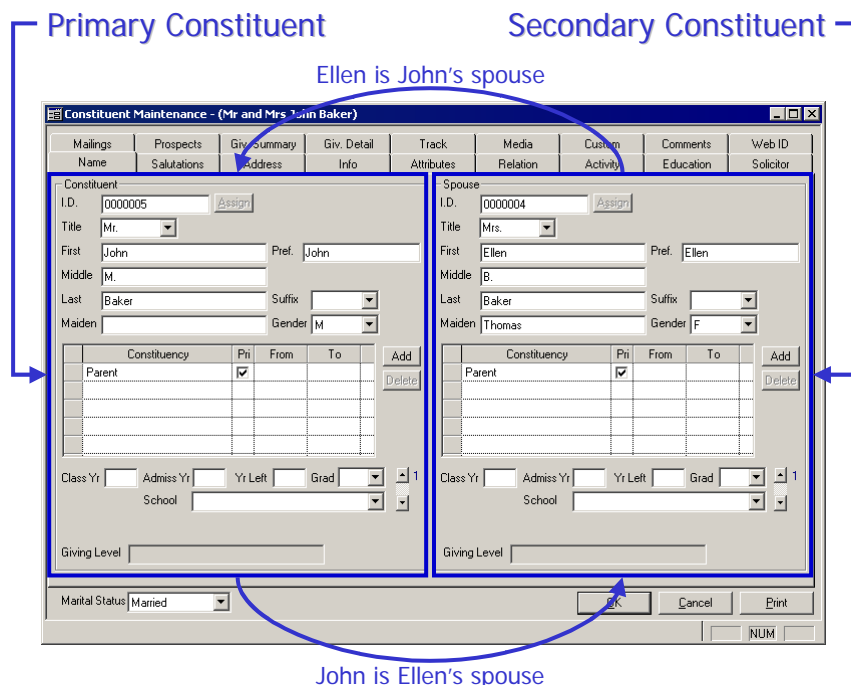 Primary Constituent
Secondary Constituent
Ellen is John's spouse
Constituent Maintenance - (Mr and Mrs John Baker)
Mailings Prospects Giv. Summary Giv. Detail Track Media Custom Comments Web ID
Name Salutations Address Info Attributes Relation Activity Education Solicitor
Constituent Spouse
I.D. 0000005 Assign I.D. 0000004 Assign
Title Mr. Title Mrs.
First John Pref. John First Ellen Pref. Ellen
Middle M. Middle B.
Last Baker Suffix Last Baker Suffix
Maiden Gender M Maiden Thomas Gender F
Constituency Pri From To Add Constituency Pri From To Add
Parent Delete Parent Delete
Class Yr Admiss Yr Yr Left Grad 1 Class Yr Admiss Yr Yr Left Grad 1
School School
Giving Level Giving Level
Marital Status Married OK Cancel Print
NUM
John is Ellen's spouse